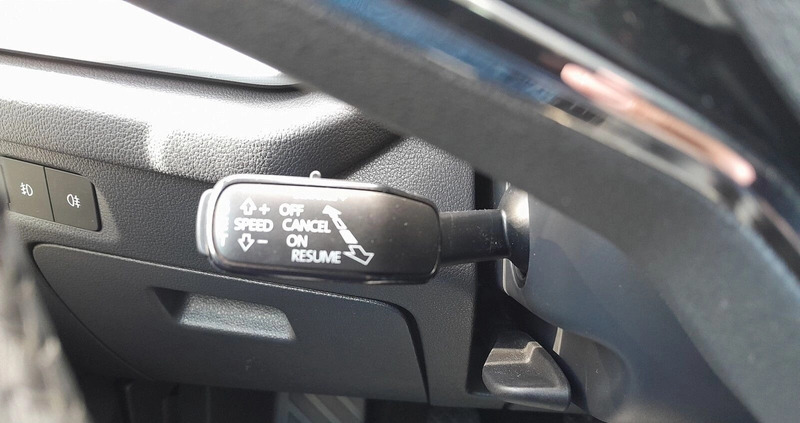 + OFF
SPEED CANCEL
- ON
RESUME